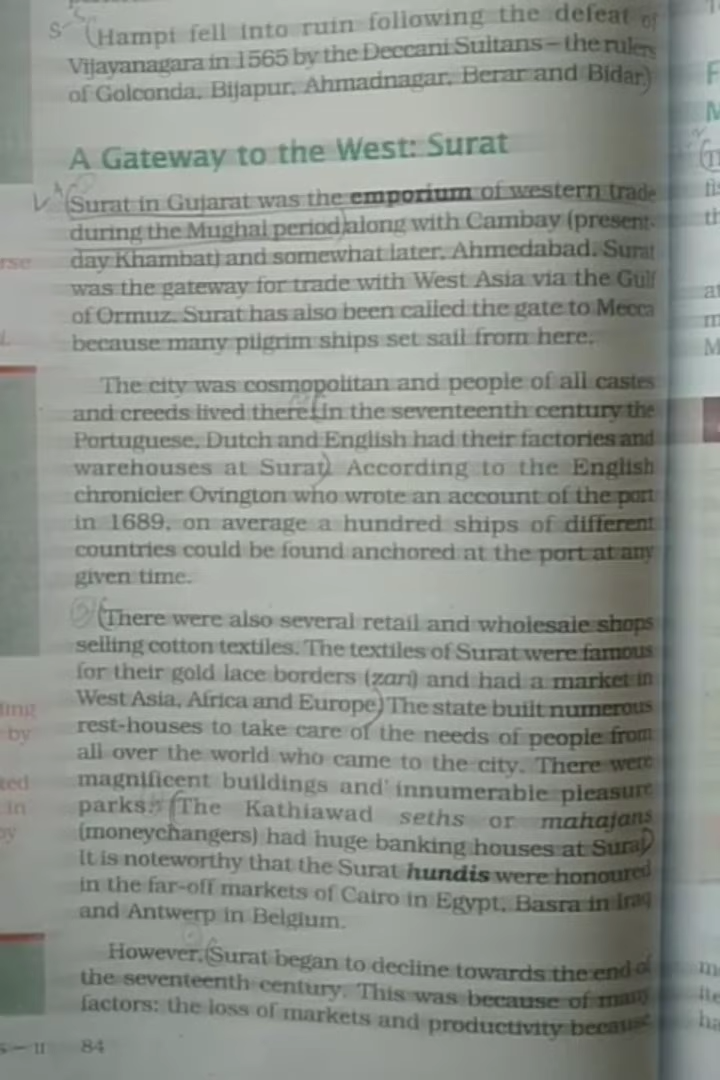 (Hampi fell into ruin following the defeat of
Vijayanagara in 1565 by the Deccani Sultans – the rulers
of Golconda, Bijapur, Ahmadnagar, Berar and Bidar)
A Gateway to the West: Surat
(Surat in Gujarat was the emporium of western trade
during the Mughal period) along with Cambay (present-
day Khambat) and somewhat later, Ahmedabad. Surat
was the gateway for trade with West Asia via the Gulf
of Ormuz. Surat has also been called the gate to Mecca
because many pilgrim ships set sail from here.
The city was cosmopolitan and people of all castes
and creeds lived there. (In the seventeenth century the
Portuguese, Dutch and English had their factories and
warehouses at Surat) According to the English
chronicler Ovington who wrote an account of the port
in 1689, on average a hundred ships of different
countries could be found anchored at the port at any
given time.
(There were also several retail and wholesale shops
selling cotton textiles. The textiles of Surat were famous
for their gold lace borders (zari) and had a market in
West Asia, Africa and Europe) The state built numerous
rest-houses to take care of the needs of people from
all over the world who came to the city. There were
magnificent buildings and innumerable pleasure
parks. (The Kathiawad seths or mahajans
(moneychangers) had huge banking houses at Surat)
It is noteworthy that the Surat hundis were honoured
in the far-off markets of Cairo in Egypt, Basra in Iraq
and Antwerp in Belgium.
However, (Surat began to decline towards the end of
the seventeenth century. This was because of many
factors: the loss of markets and productivity because
84